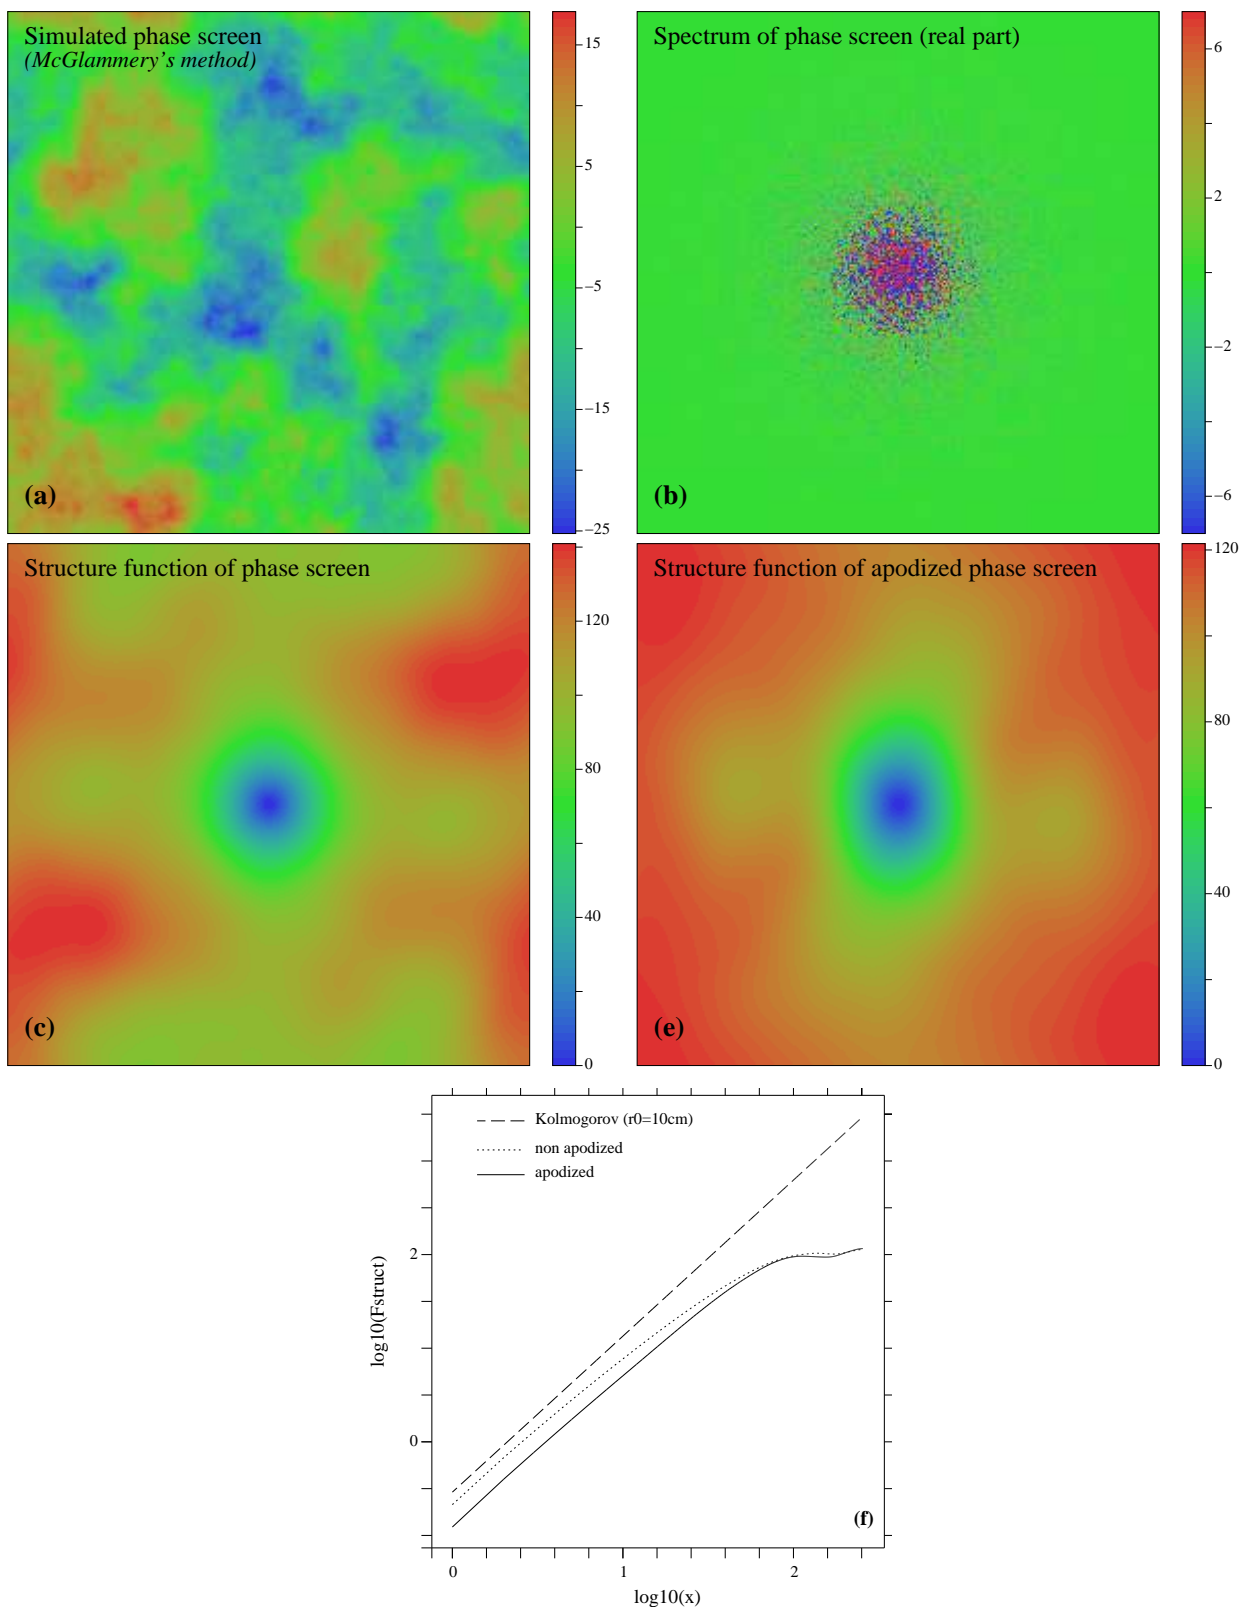 Simulated phase screen
(McGlammery's method)
15
5
−5
−15
−25
(a)
Spectrum of phase screen (real part)
6
2
−2
−6
(b)
Structure function of phase screen
120
80
40
0
(c)
Structure function of apodized phase screen
120
80
40
0
(e)
Kolmogorov (r0=10cm)
non apodized
apodized
log10(Fstruct)
2
0
(f)
0
1
2
log10(x)